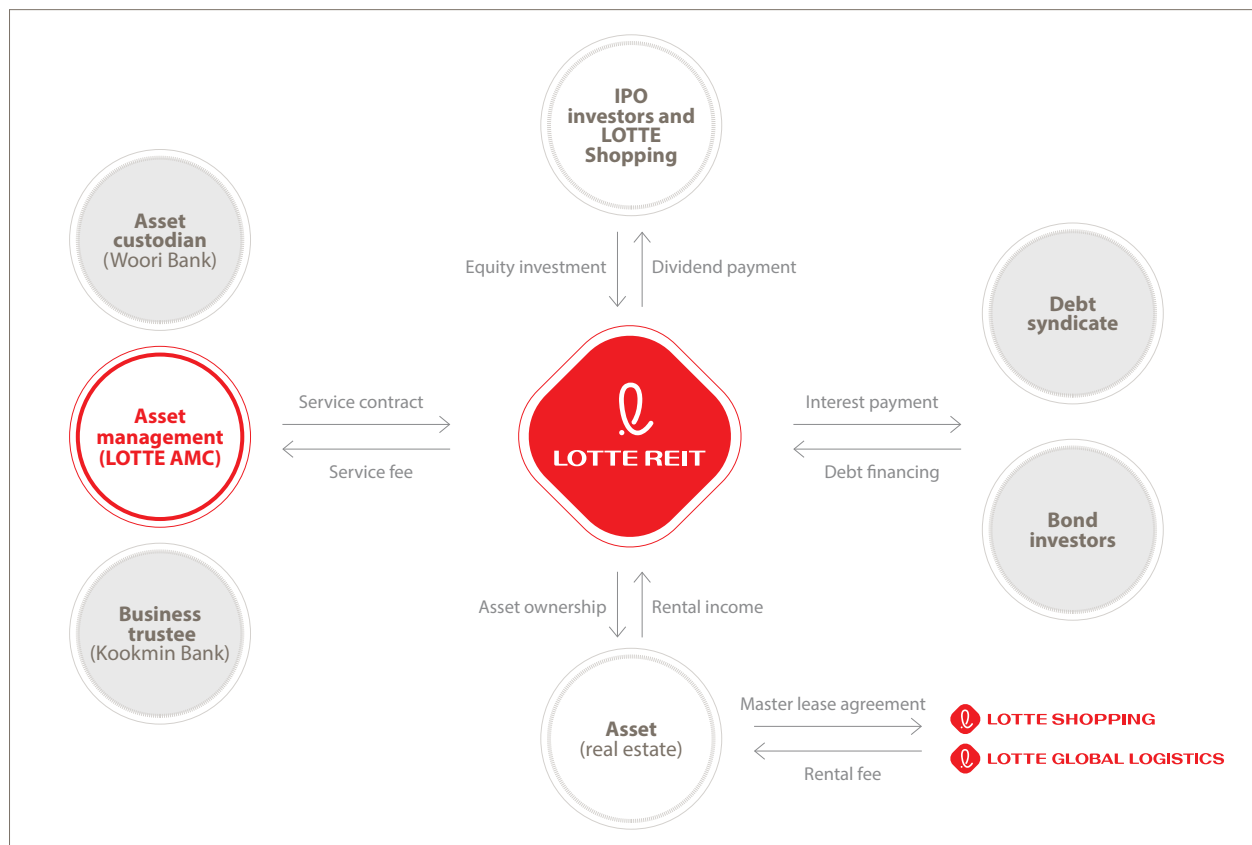 IPO
investors and
LOTTE
Shopping
Asset
custodian
(Woori Bank)
Equity investment
Dividend payment
Debt
syndicate
Asset
management
(LOTTE AMC)
Service contract
Service fee
LOTTE REIT
Interest payment
Debt financing
Bond
investors
Business
trustee
(Kookmin Bank)
Asset ownership
Rental income
Asset
(real estate)
Master lease agreement
Rental fee
LOTTE SHOPPING
LOTTE GLOBAL LOGISTICS